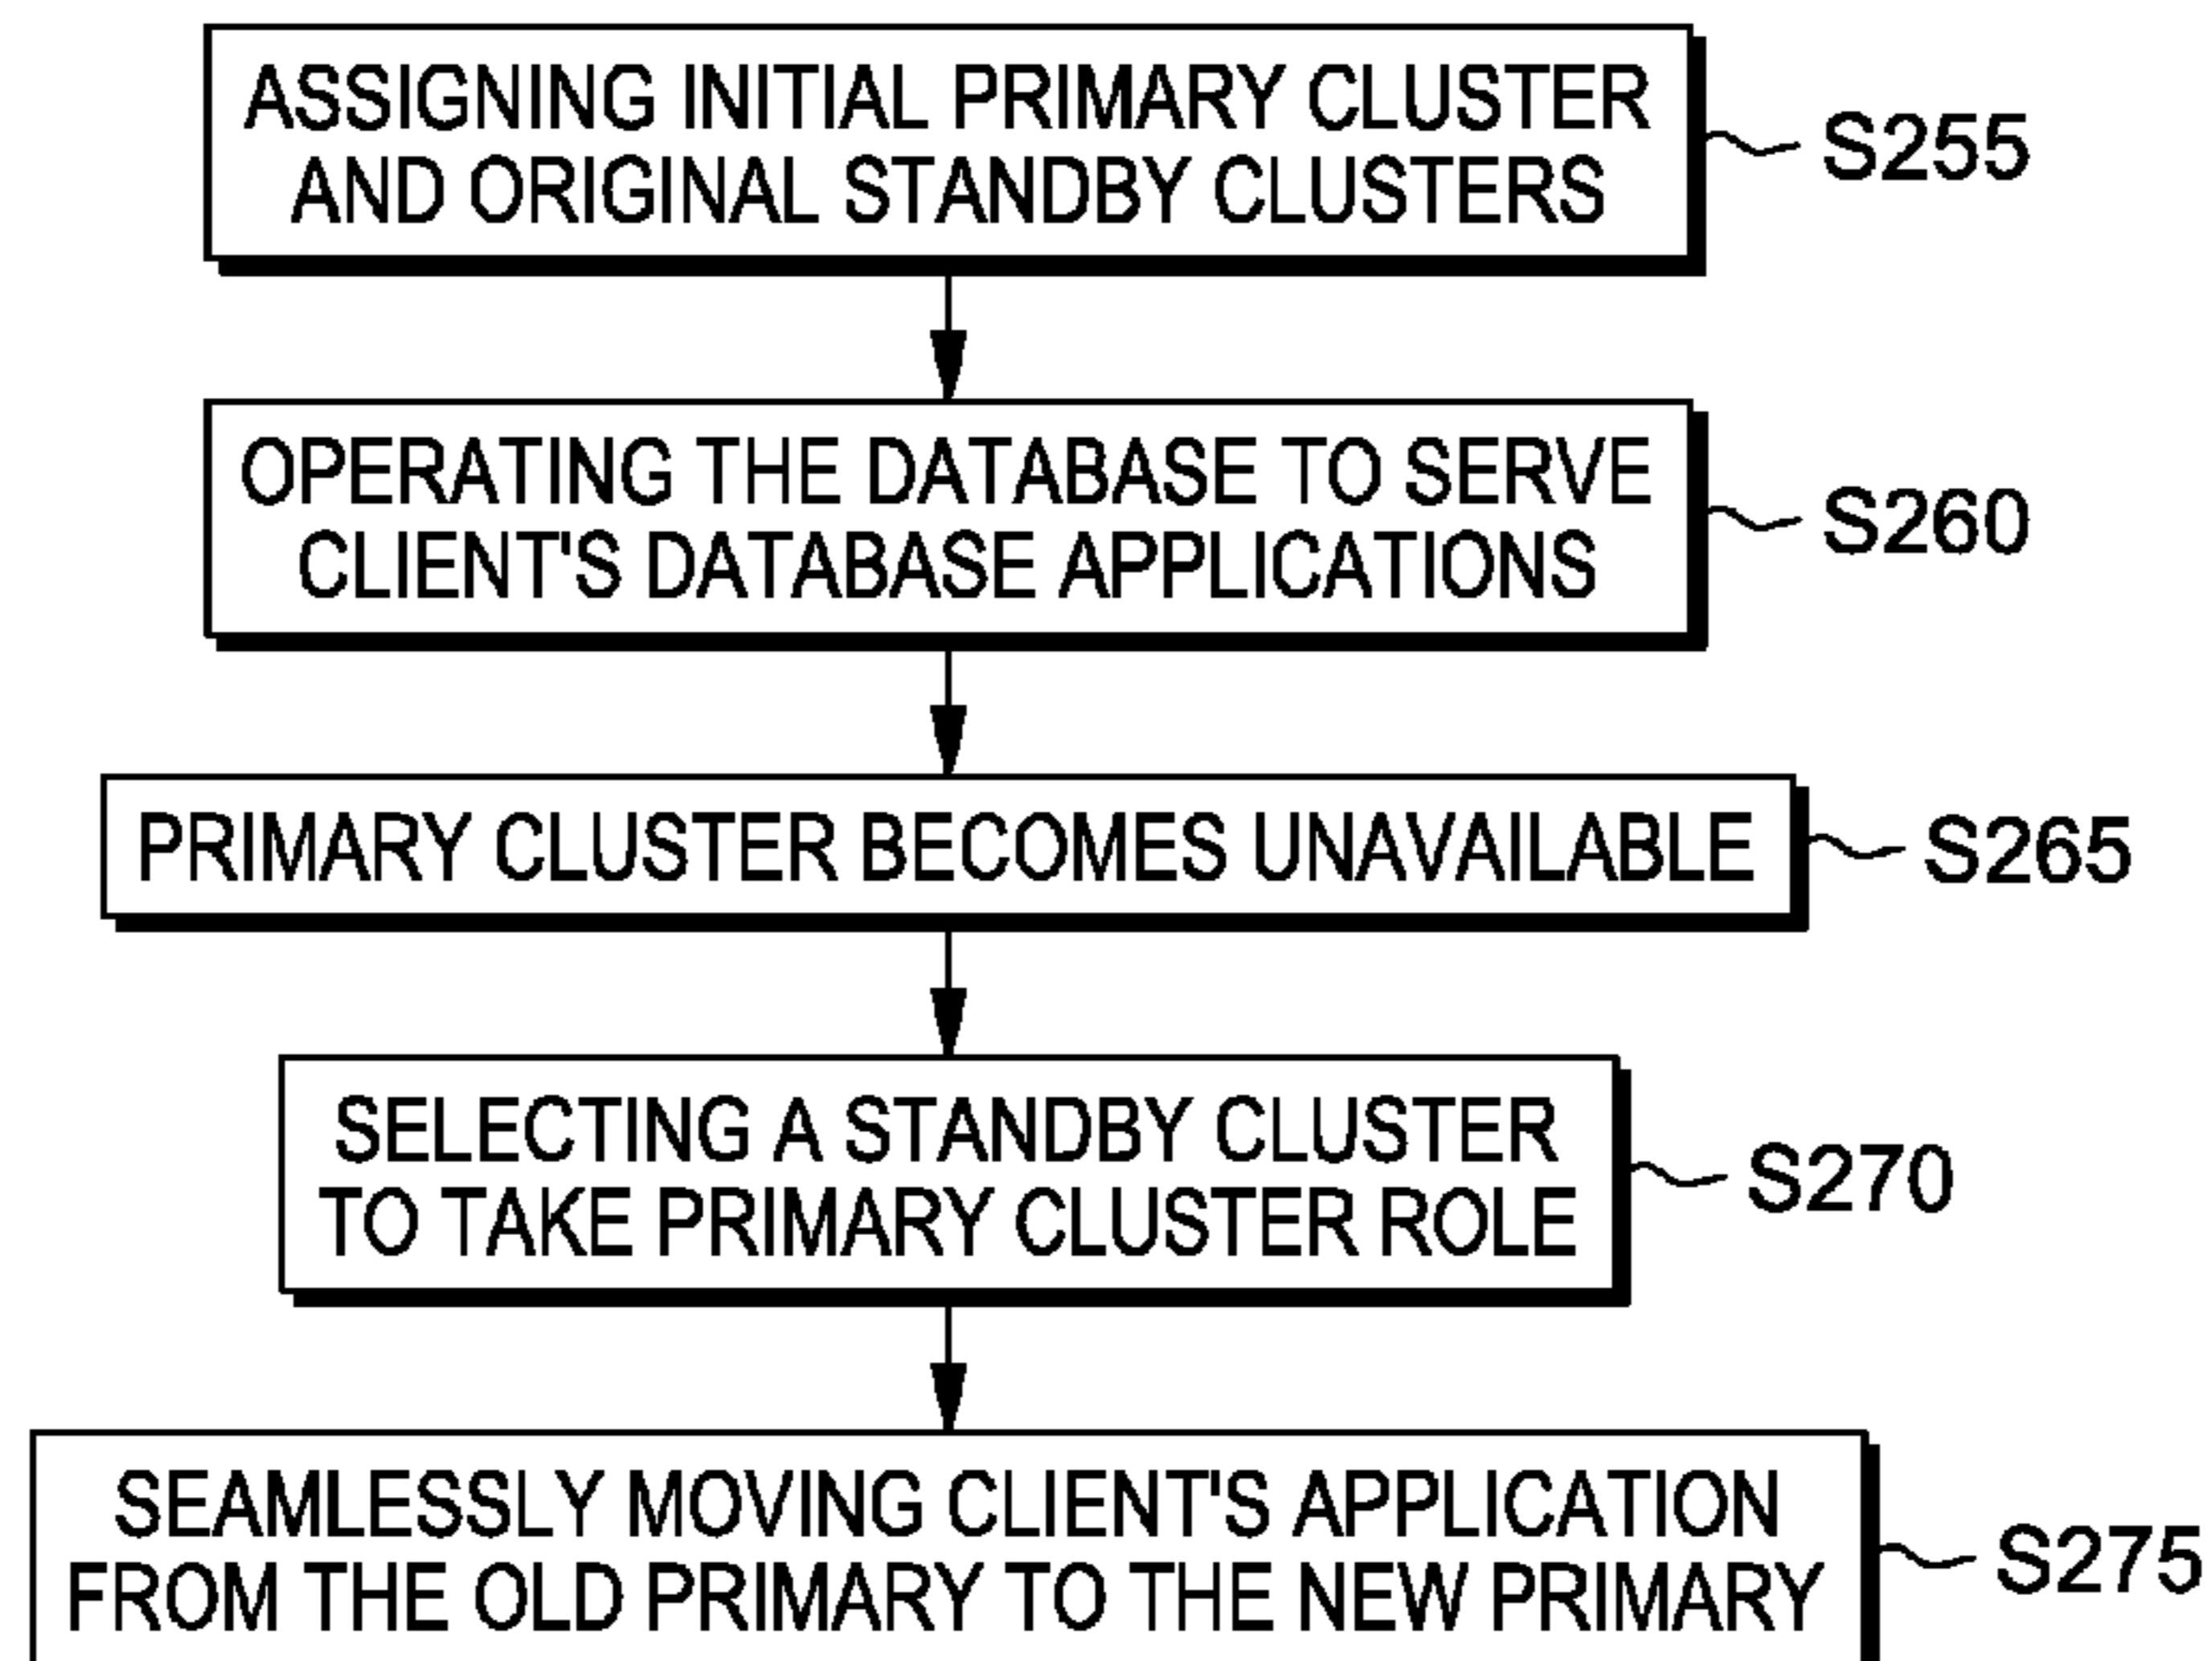 ASSIGNING INITIAL PRIMARY CLUSTER
AND ORIGINAL STANDBY CLUSTERS
S255
OPERATING THE DATABASE TO SERVE
CLIENT'S DATABASE APPLICATIONS
S260
PRIMARY CLUSTER BECOMES UNAVAILABLE
S265
SELECTING A STANDBY CLUSTER
TO TAKE PRIMARY CLUSTER ROLE
S270
SEAMLESSLY MOVING CLIENT'S APPLICATION
FROM THE OLD PRIMARY TO THE NEW PRIMARY
S275